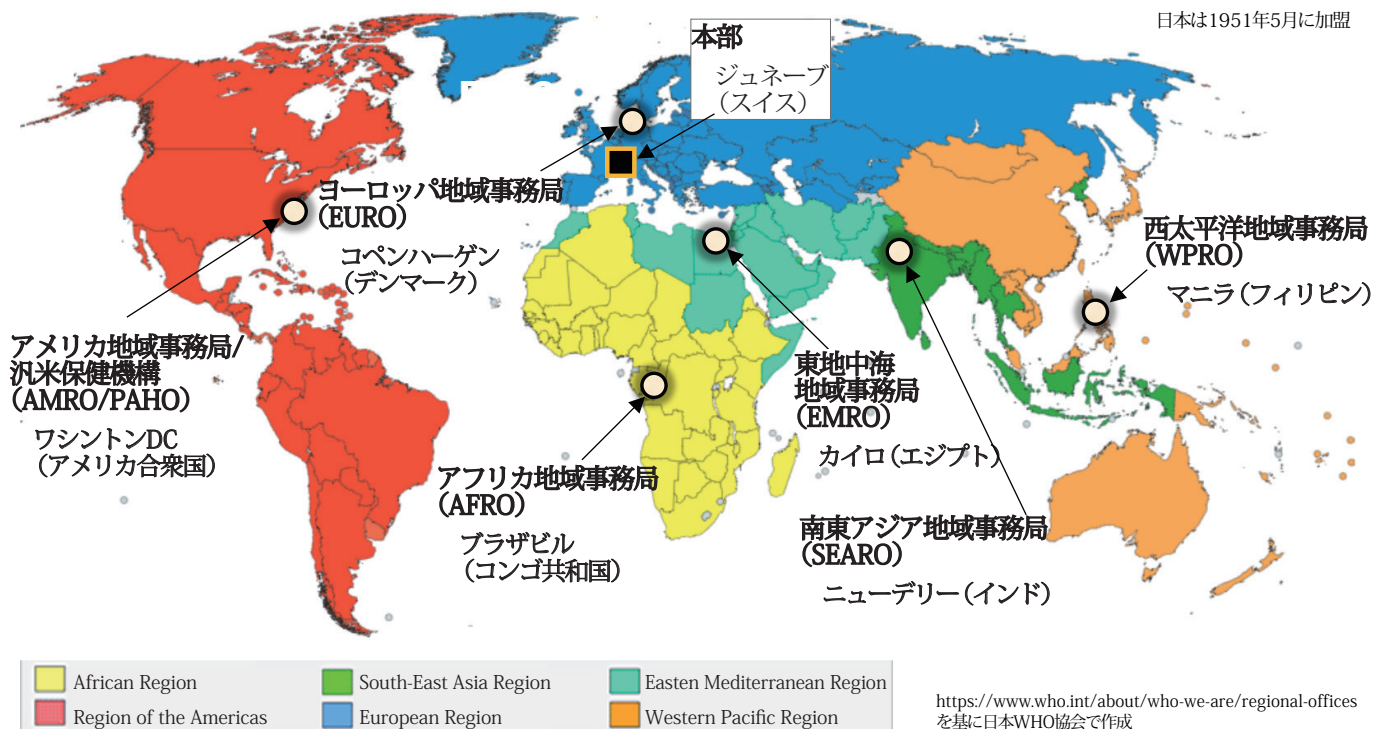 日本は1951年5月に加盟
本部
ジュネーブ
（スイス）
ヨーロッパ地域事務局
(EURO)
コペンハーゲン
（デンマーク）
西太平洋地域事務局
(WPRO)
マニラ（フィリピン）
アメリカ地域事務局/
汎米保健機構
(AMRO/PAHO)
ワシントンDC
（アメリカ合衆国）
東地中海
地域事務局
(EMRO)
カイロ（エジプト）
アフリカ地域事務局
(AFRO)
ブラザビル
（コンゴ共和国）
南東アジア地域事務局
(SEARO)
ニューデリー（インド）
African Region
South-East Asia Region
Easten Mediterranean Region
Region of the Americas
European Region
Western Pacific Region
https://www.who.int/about/who-we-are/regional-offices
を基に日本WHO協会で作成